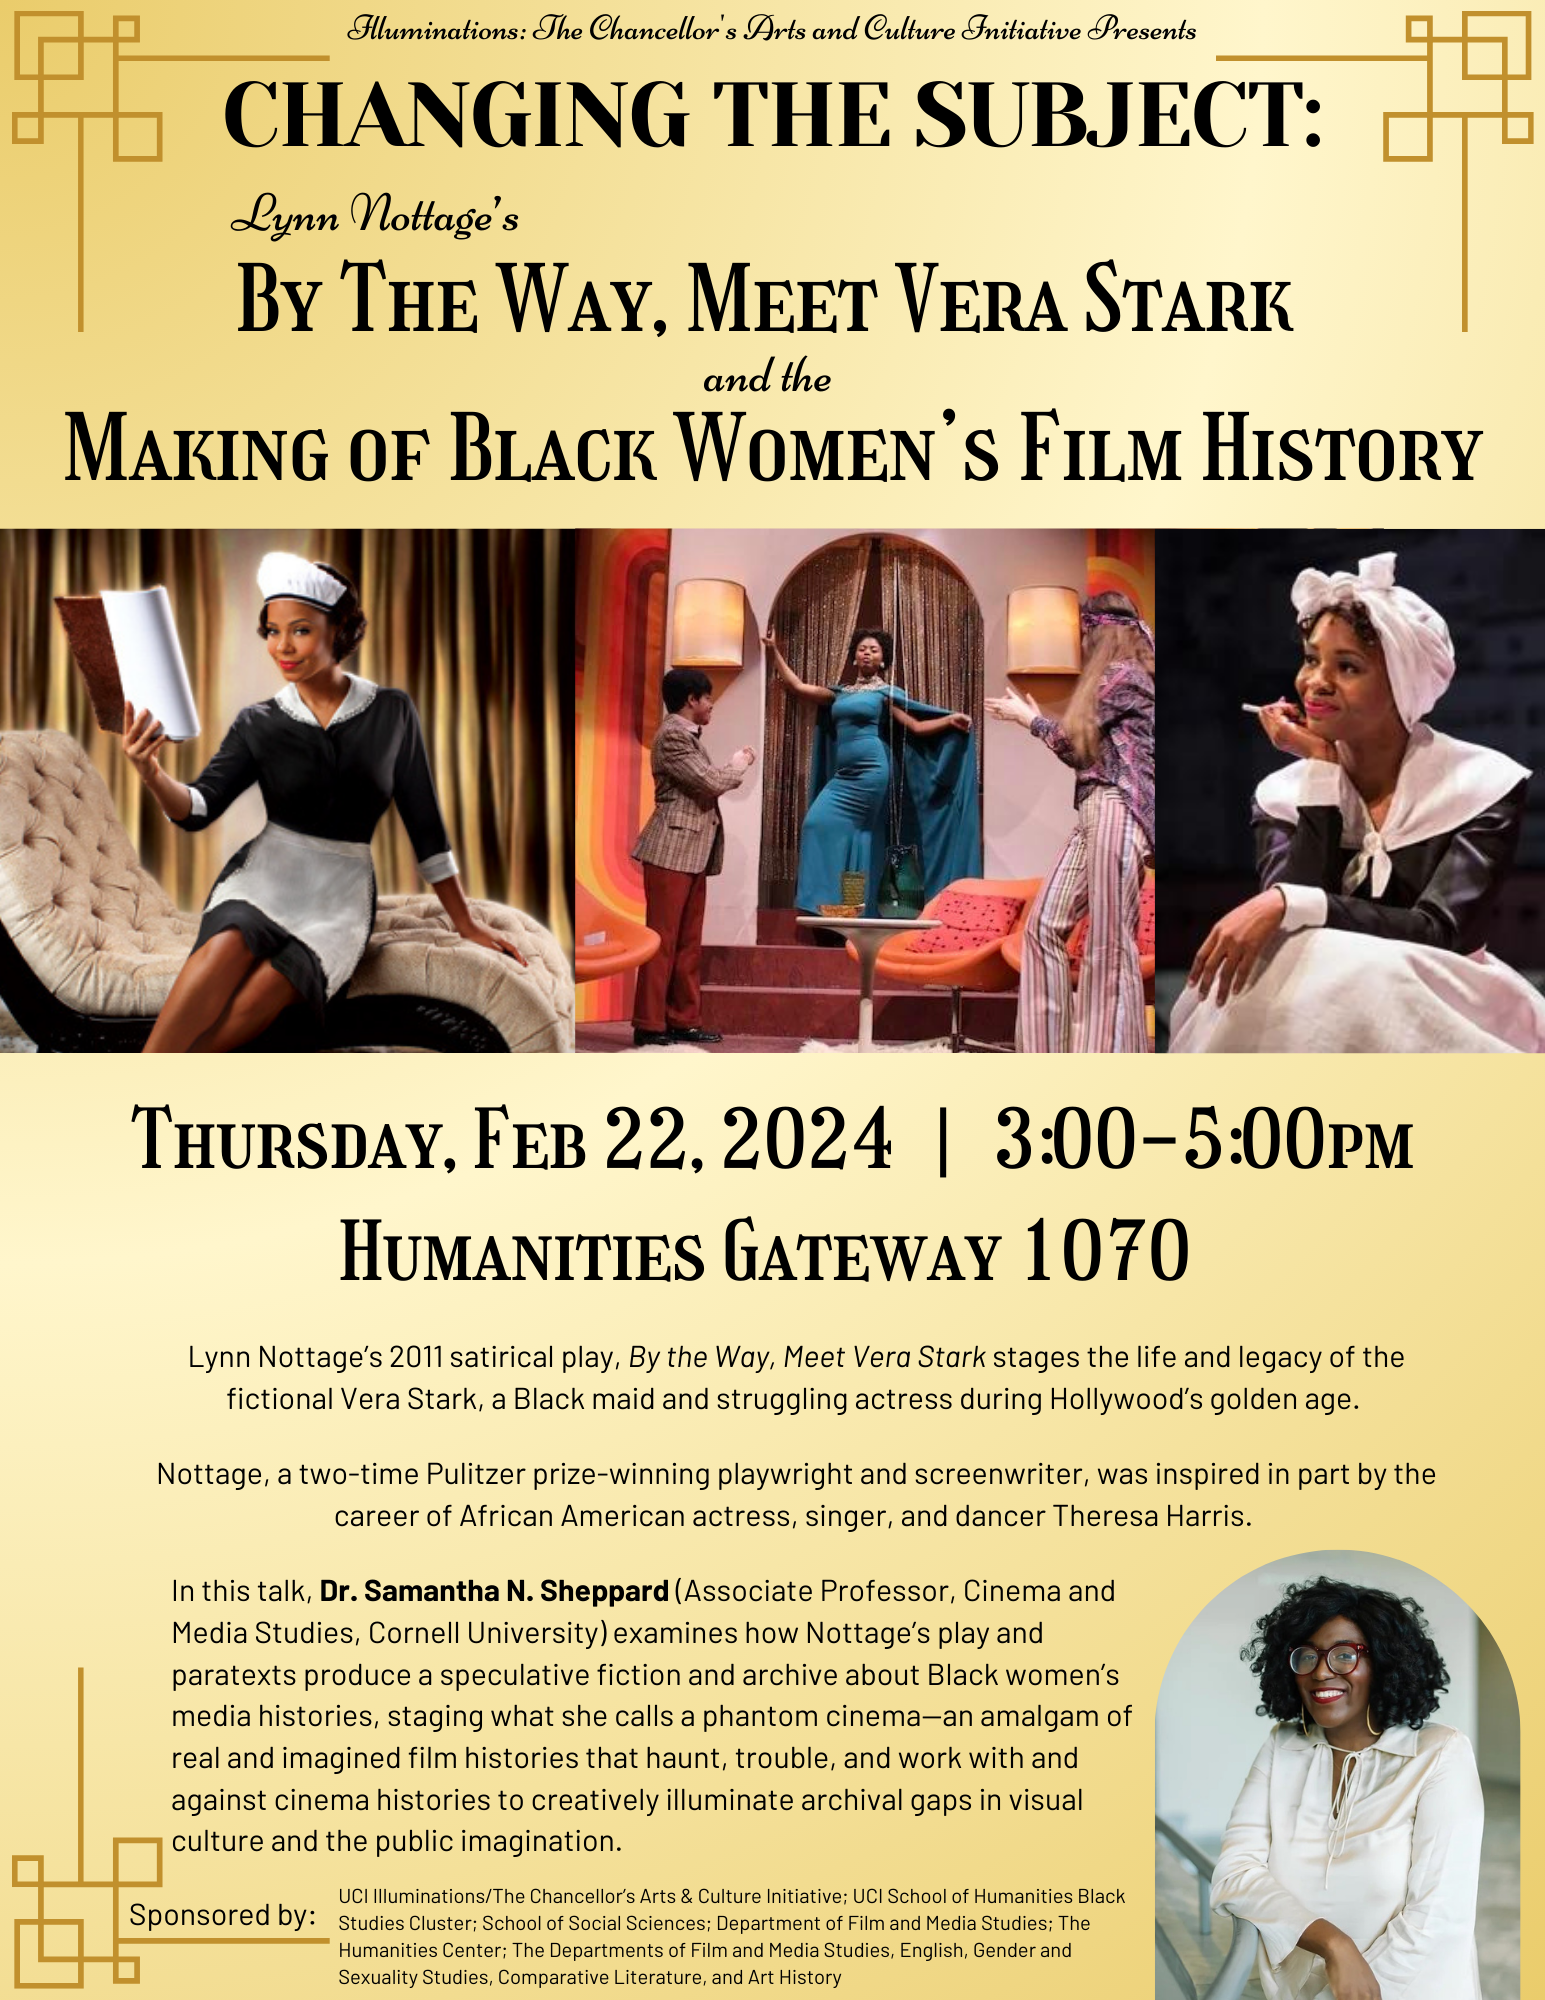 Illuminations: The Chancellor's Arts and Culture Initiative Presents
CHANGING THE SUBJECT:
Lynn Nottage's
By The Way, Meet Vera Stark
and the
Making of Black Women's Film History
Thursday, Feb 22, 2024 | 3:00–5:00pm
Humanities Gateway 1070
Lynn Nottage's 2011 satirical play, By the Way, Meet Vera Stark stages the life and legacy of the
fictional Vera Stark, a Black maid and struggling actress during Hollywood's golden age.
Nottage, a two-time Pulitzer prize-winning playwright and screenwriter, was inspired in part by the
career of African American actress, singer, and dancer Theresa Harris.
In this talk, Dr. Samantha N. Sheppard (Associate Professor, Cinema and
Media Studies, Cornell University) examines how Nottage's play and
paratexts produce a speculative fiction and archive about Black women's
media histories, staging what she calls a phantom cinema—an amalgam of
real and imagined film histories that haunt, trouble, and work with and
against cinema histories to creatively illuminate archival gaps in visual
culture and the public imagination.
Sponsored by:
UCI Illuminations/The Chancellor's Arts & Culture Initiative; UCI School of Humanities Black
Studies Cluster; School of Social Sciences; Department of Film and Media Studies; The
Humanities Center; The Departments of Film and Media Studies, English, Gender and
Sexuality Studies, Comparative Literature, and Art History